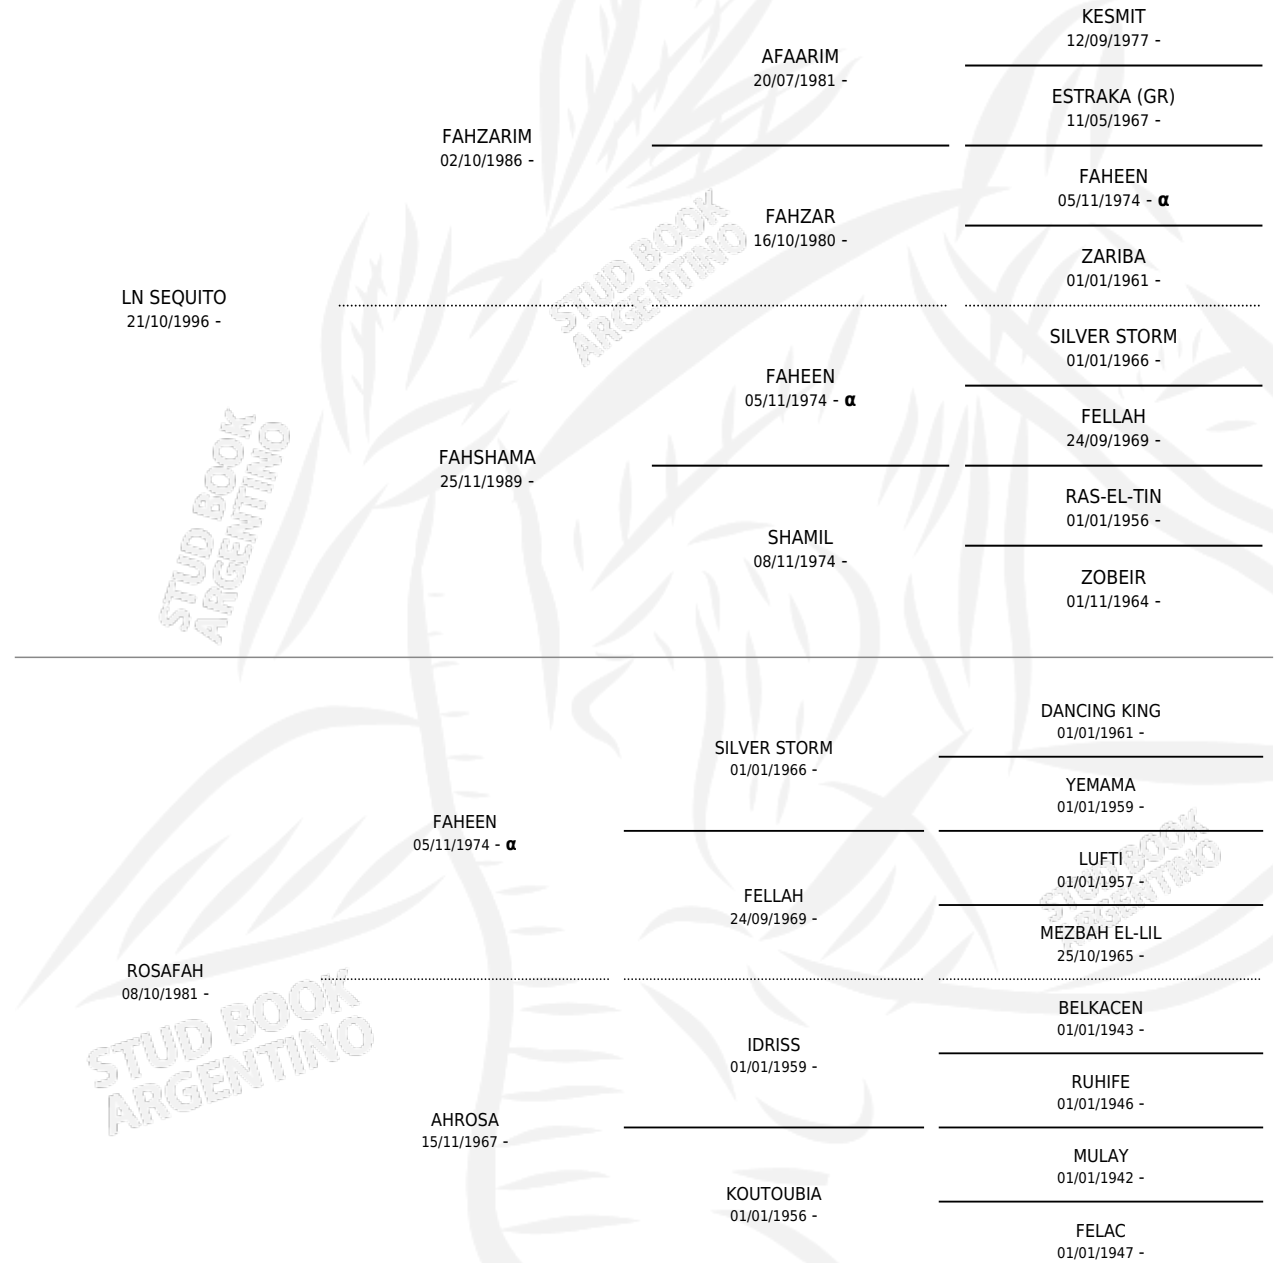 KESMIT
12/09/1977 -
AFAARIM
20/07/1981 -
ESTRAKA (GR)
11/05/1967 -
FAHZARIM
02/10/1986 -
FAHEEN
05/11/1974 - α
FAHZAR
16/10/1980 -
ZARIBA
01/01/1961 -
LN SEQUITO
21/10/1996 -
SILVER STORM
01/01/1966 -
FAHEEN
05/11/1974 - α
FELLAH
24/09/1969 -
FAHSHAMA
25/11/1989 -
RAS-EL-TIN
01/01/1956 -
SHAMIL
08/11/1974 -
ZOBEIR
01/11/1964 -
STUD BOOK
ARGENTINO
STUD BOOK
ARGENTINO
DANCING KING
01/01/1961 -
SILVER STORM
01/01/1966 -
YEMAMA
01/01/1959 -
FAHEEN
05/11/1974 - α
LUFTI
01/01/1957 -
FELLAH
24/09/1969 -
MEZBAH EL-LIL
25/10/1965 -
ROSAFAH
08/10/1981 -
BELKACEN
01/01/1943 -
IDRISS
01/01/1959 -
RUHIFE
01/01/1946 -
AHROSA
15/11/1967 -
MULAY
01/01/1942 -
KOUTOUBIA
01/01/1956 -
FELAC
01/01/1947 -
STUD BOOK
ARGENTINO
STUD BOOK
ARGENTINO